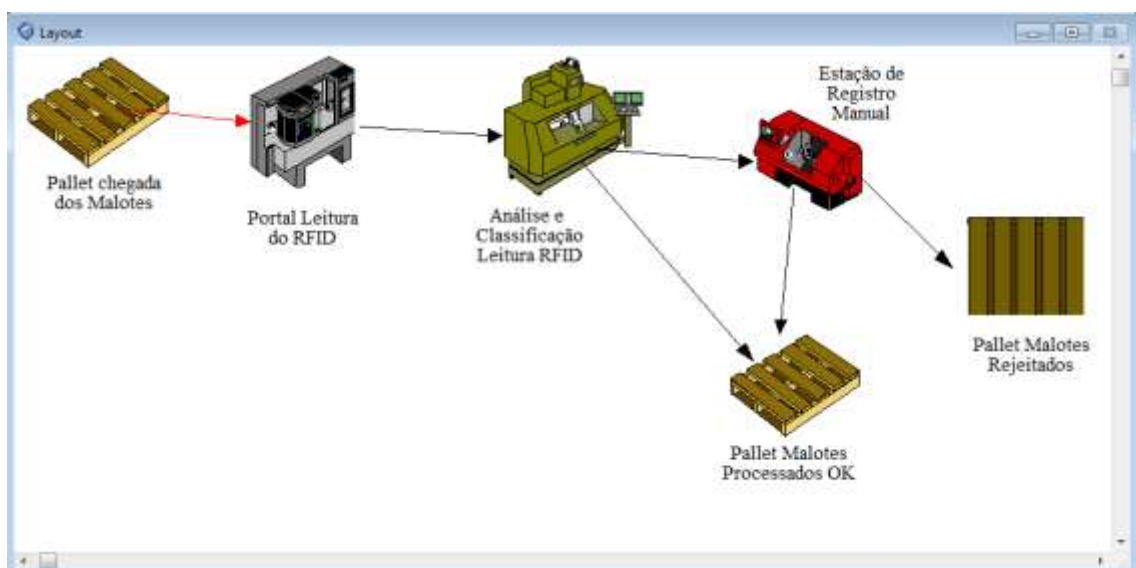 Layout
Estação de
Registro
Manual
Pallet chegada
dos Malotes
Portal Leitura
do RFID
Análise e
Classificação
Leitura RFID
Pallet Malotes
Rejeitados
Pallet Malotes
Processados OK